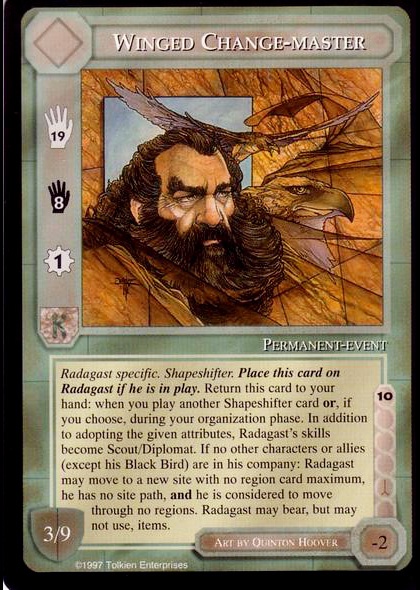 WINGED CHANGE-MASTER
19
8
1
R
PERMANENT-EVENT
Radagast specific. Shapeshifter. Place this card on
Radagast if he is in play. Return this card to your
hand: when you play another Shapeshifter card or, if
you choose, during your organization phase. In addition
to adopting the given attributes, Radagast's skills
become Scout/Diplomat. If no other characters or allies
(except his Black Bird) are in his company: Radagast
may move to a new site with no region card maximum,
he has no site path, and he is considered to move
through no regions. Radagast may bear, but may
not use, items.
10
3/9
ART BY QUINTON HOOVER
-2
©1997 Tolkien Enterprises